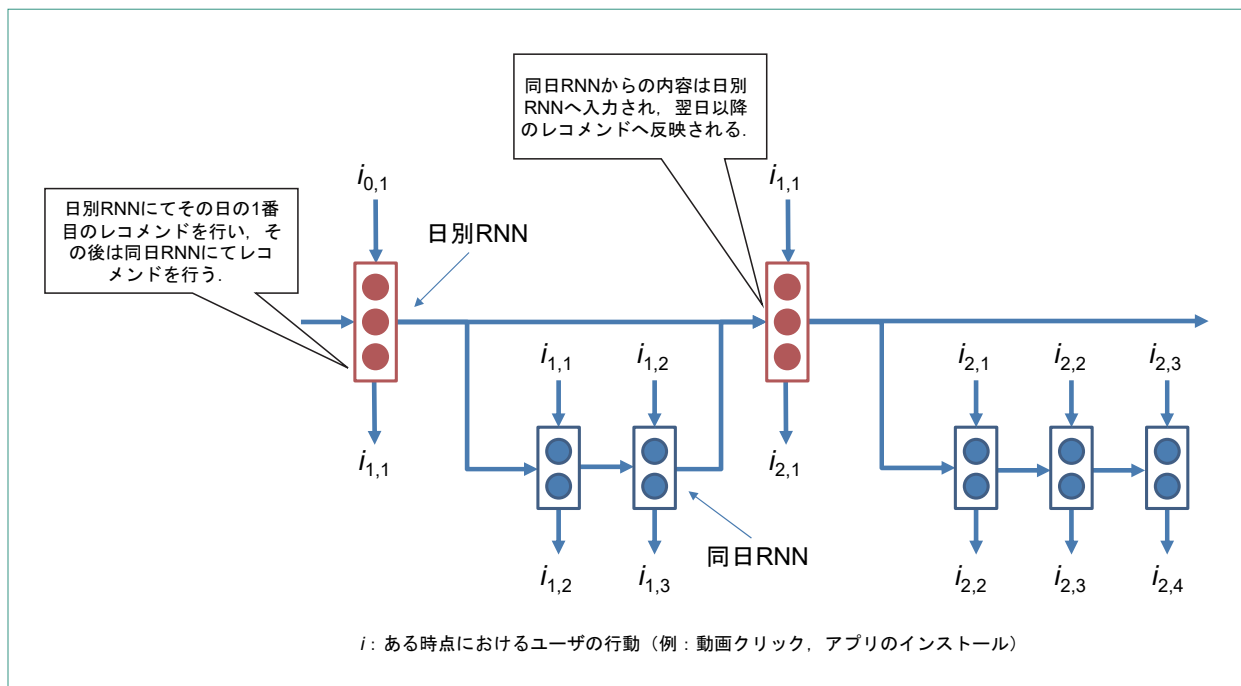 同日RNNからの内容は日別
RNNへ入力され，翌日以降
のレコメンドへ反映される．
i0,1
i1,1
日別RNNにてその日の1番
目のレコメンドを行い，そ
の後は同日RNNにてレコ
メンドを行う．
日別RNN
i1,1
i1,2
i2,1
i2,2
i2,3
i1,1
i2,1
同日RNN
i1,2
i1,3
i2,2
i2,3
i2,4
i：ある時点におけるユーザの行動（例：動画クリック，アプリのインストール）